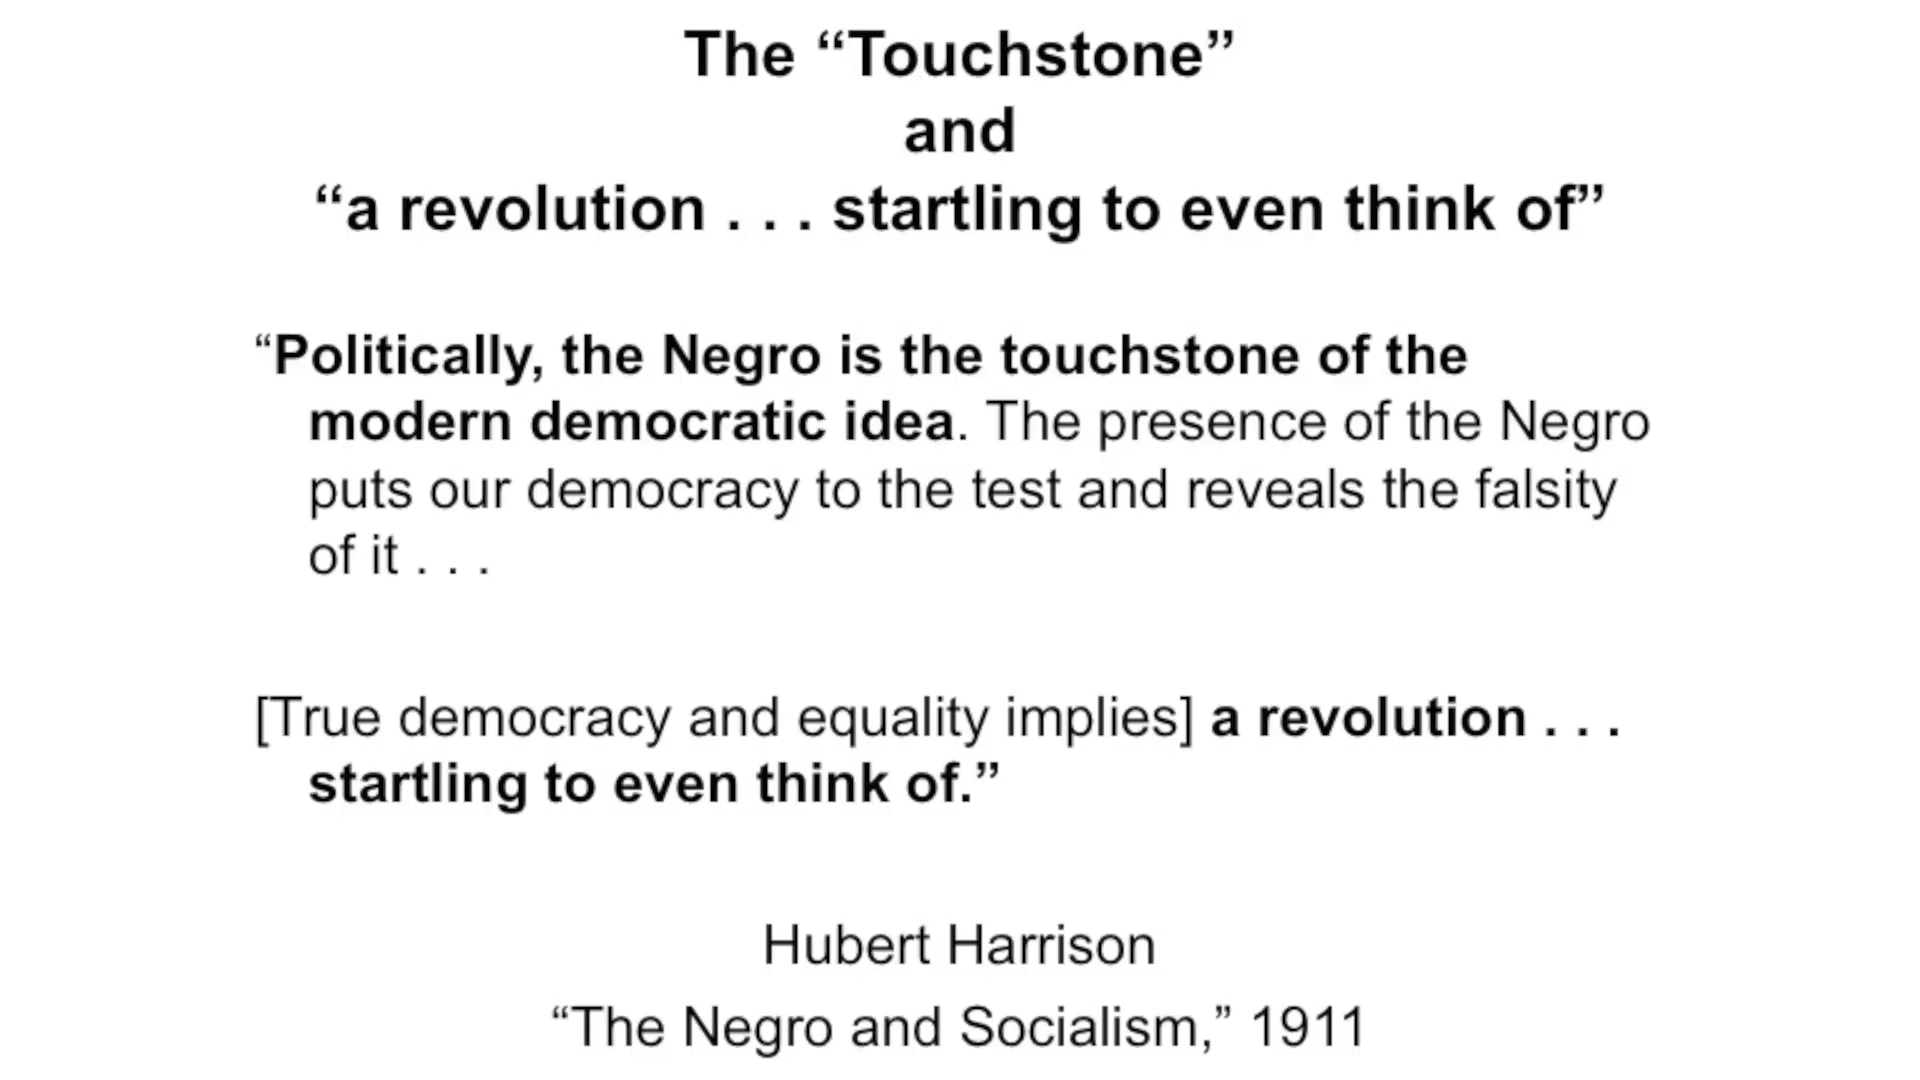 The “Touchstone”
and
“a revolution . . . startling to even think of”
“Politically, the Negro is the touchstone of the
modern democratic idea. The presence of the Negro
puts our democracy to the test and reveals the falsity
of it . . .
[True democracy and equality implies] a revolution . . .
startling to even think of.”
Hubert Harrison
“The Negro and Socialism,” 1911